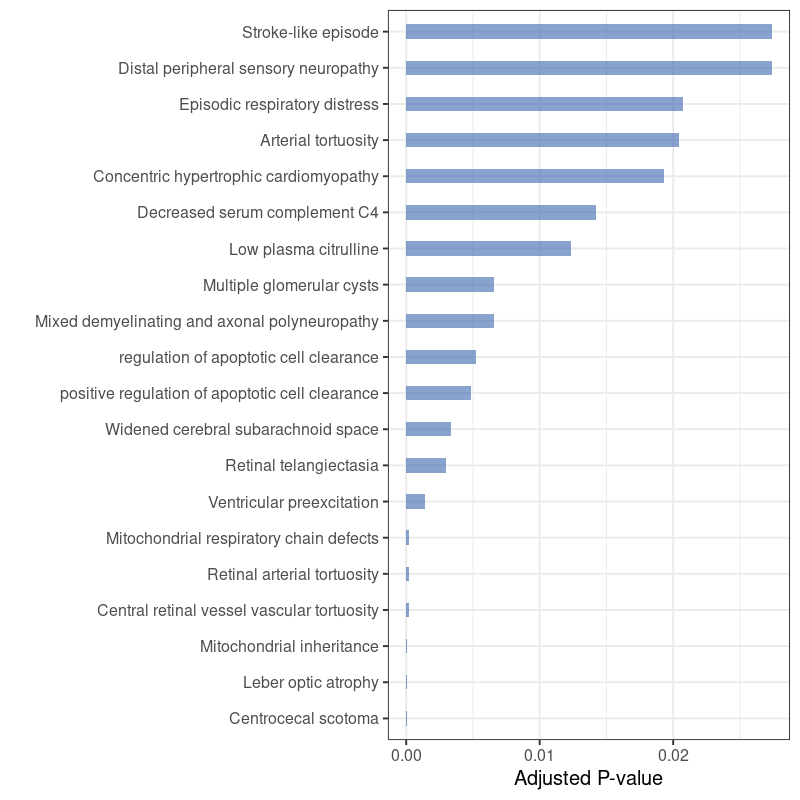 Stroke-like episode
Distal peripheral sensory neuropathy
Episodic respiratory distress
Arterial tortuosity
Concentric hypertrophic cardiomyopathy
Decreased serum complement C4
Low plasma citrulline
Multiple glomerular cysts
Mixed demyelinating and axonal polyneuropathy
regulation of apoptotic cell clearance
positive regulation of apoptotic cell clearance
Widened cerebral subarachnoid space
Retinal telangiectasia
Ventricular preexcitation
Mitochondrial respiratory chain defects
Retinal arterial tortuosity
Central retinal vessel vascular tortuosity
Mitochondrial inheritance
Leber optic atrophy
Centrocecal scotoma
0.00 0.01 0.02
Adjusted P-value